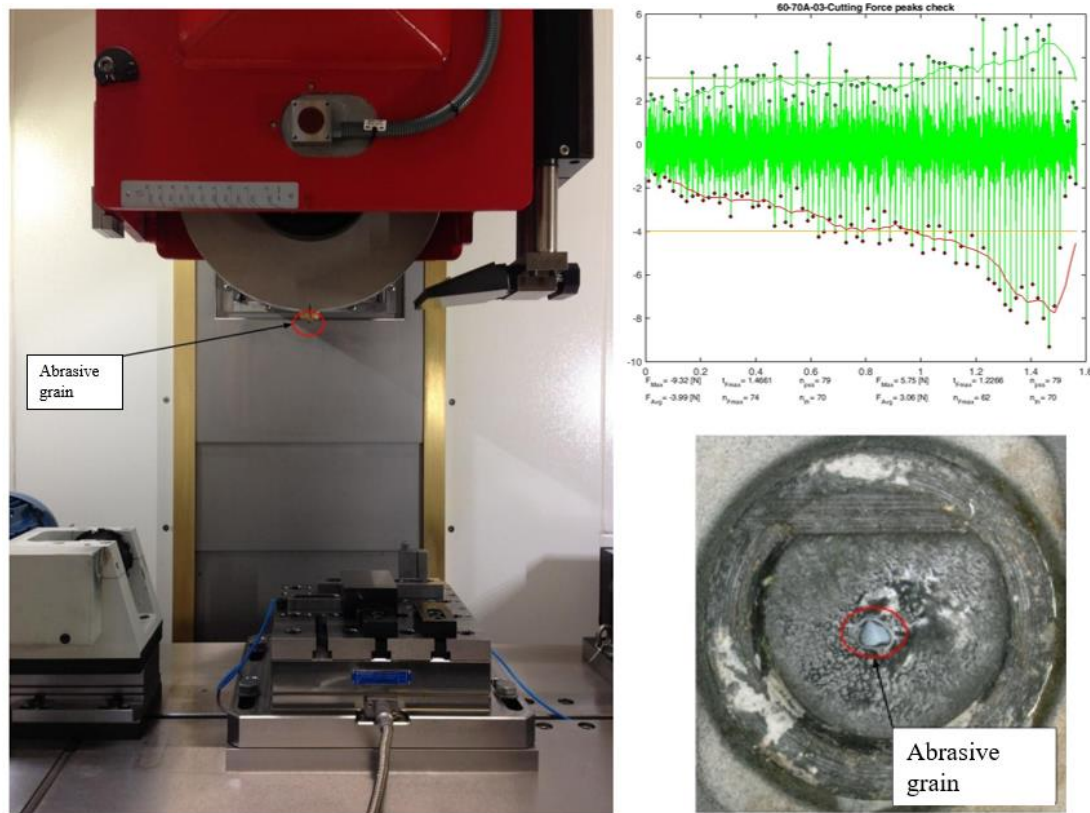 Abrasive
grain
60-70A-03-Cutting Force peaks check
6
4
2
0
-2
-4
-6
-8
-10
0 0.2 0.4 0.6 0.8 1 1.2 1.4 1.6
F_Max = -9.32 [N] t_Fmax = 1.4661 n_pss = 79 F_Max = 5.75 [N] t_Fmax = 1.2266 n_pss = 79
F_Avg = -3.99 [N] n_Fmax = 74 n_th = 70 F_Avg = 3.06 [N] n_Fmax = 62 n_th = 70
Abrasive
grain